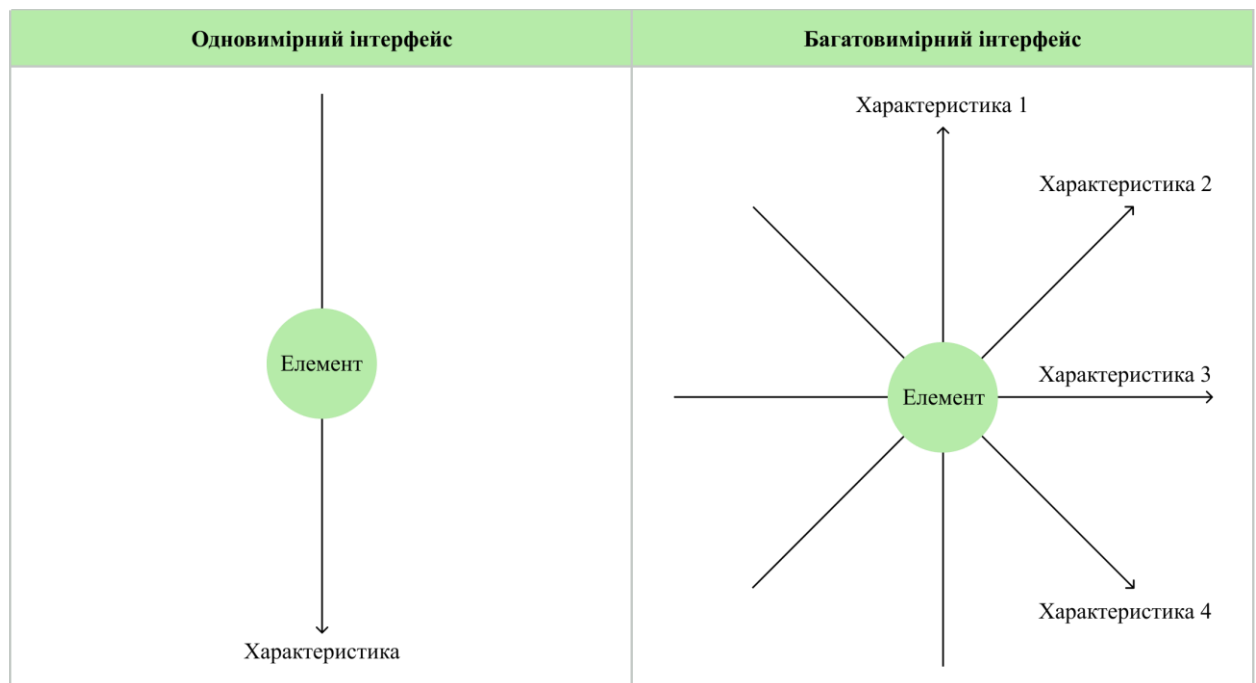 Одновимірний інтерфейс
Багатовимірний інтерфейс
Елемент
Характеристика
Характеристика 1
Характеристика 2
Характеристика 3
Елемент
Характеристика 4